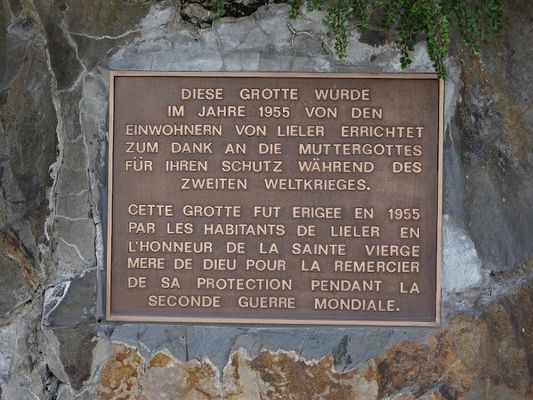 DIESE GROTTE WURDE
IM JAHRE 1955 VON DEN
EINWOHNERN VON LIELER ERRICHTET
ZUM DANK AN DIE MUTTERGOTTES
FÜR IHREN SCHUTZ WÄHREND DES
ZWEITEN WELTKRIEGES.
CETTE GROTTE FUT ERIGEE EN 1955
PAR LES HABITANTS DE LIELER EN
L'HONNEUR DE LA SAINTE VIERGE
MERE DE DIEU POUR LA REMERCIER
DE SA PROTECTION PENDANT LA
SECONDE GUERRE MONDIALE.